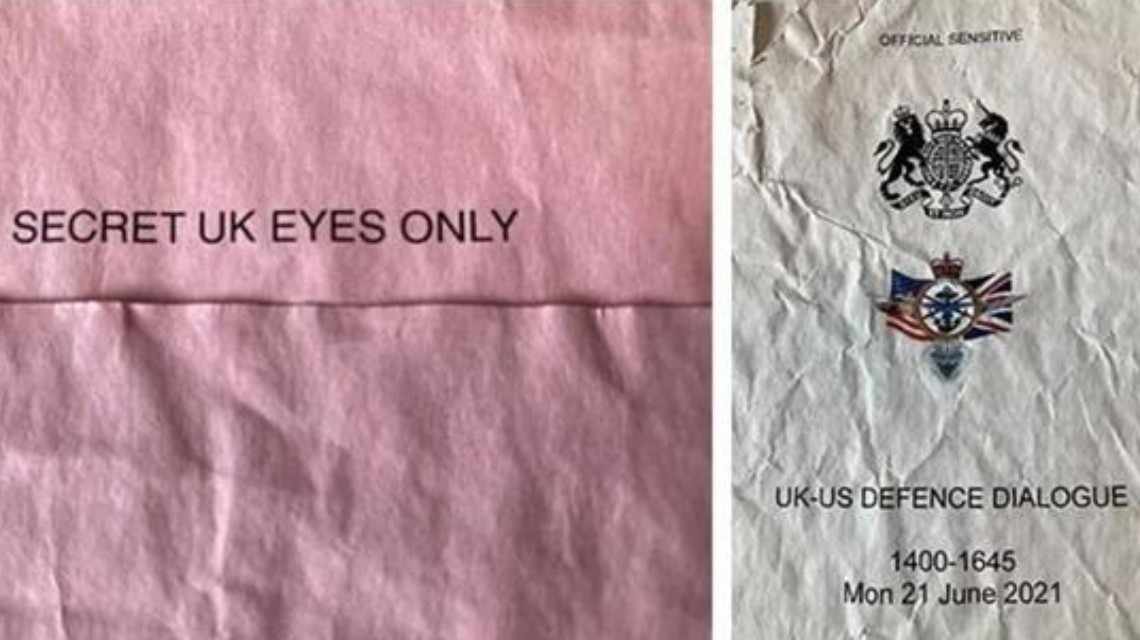 SECRET UK EYES ONLY
OFFICIAL SENSITIVE
UK-US DEFENCE DIALOGUE
1400-1645
Mon 21 June 2021